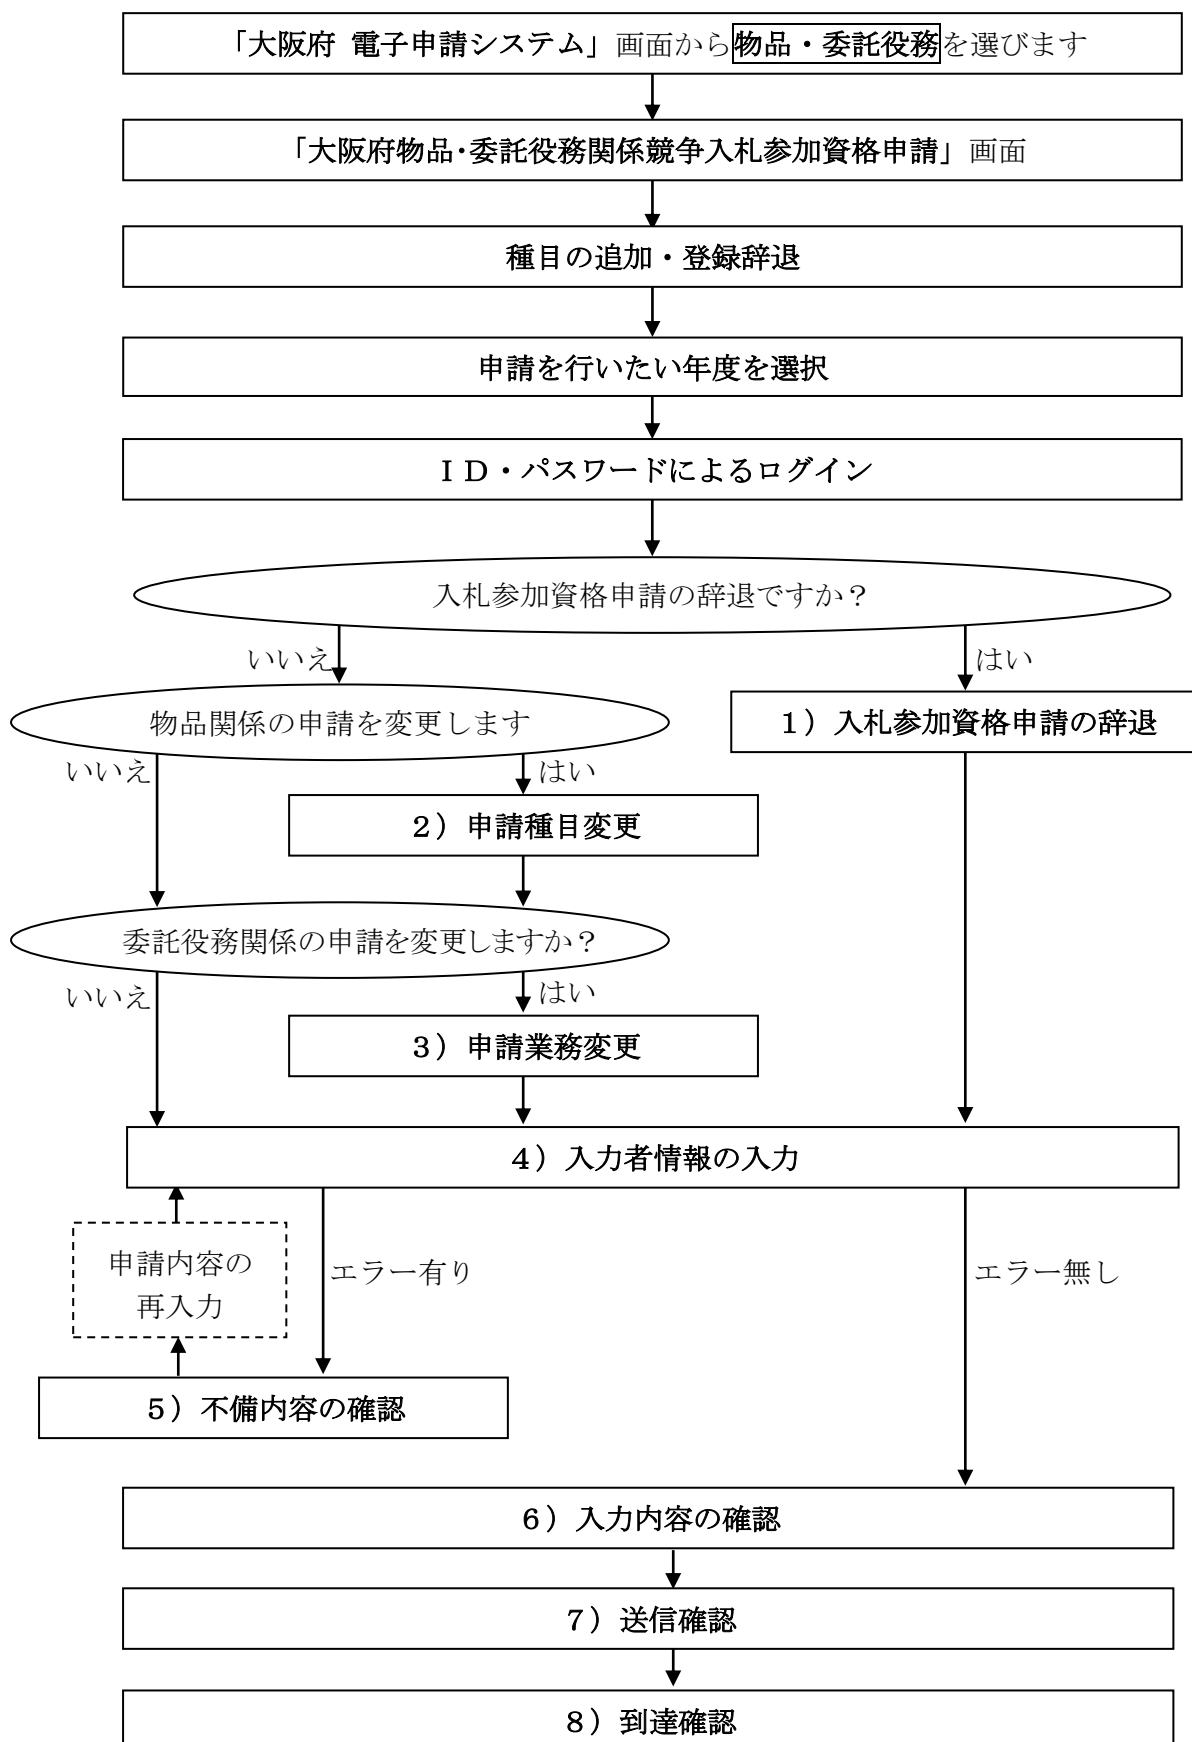 「大阪府 電子申請システム」画面から物品・委託役務を選びます
「大阪府物品・委託役務関係競争入札参加資格申請」画面
種目の追加・登録辞退
申請を行いたい年度を選択
ＩＤ・パスワードによるログイン
入札参加資格申請の辞退ですか？
いいえ
はい
物品関係の申請を変更します
１）入札参加資格申請の辞退
いいえ
はい
２）申請種目変更
委託役務関係の申請を変更しますか？
いいえ
はい
３）申請業務変更
４）入力者情報の入力
申請内容の
再入力
エラー有り
エラー無し
５）不備内容の確認
６）入力内容の確認
７）送信確認
８）到達確認